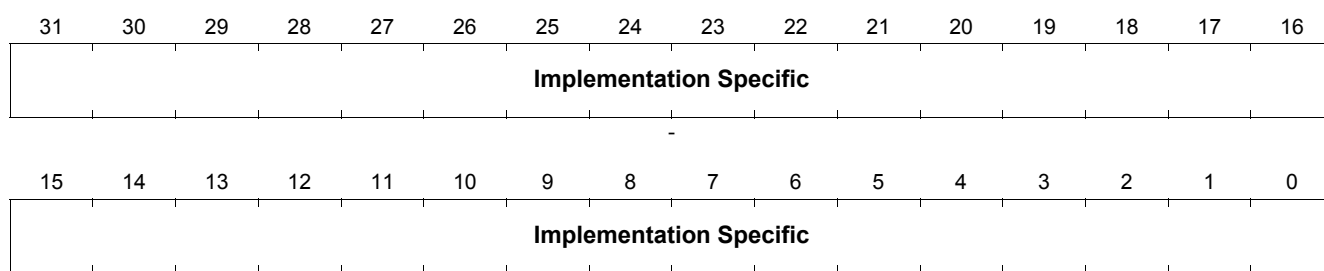 31 30 29 28 27 26 25 24 23 22 21 20 19 18 17 16
Implementation Specific
-
15 14 13 12 11 10 9 8 7 6 5 4 3 2 1 0
Implementation Specific